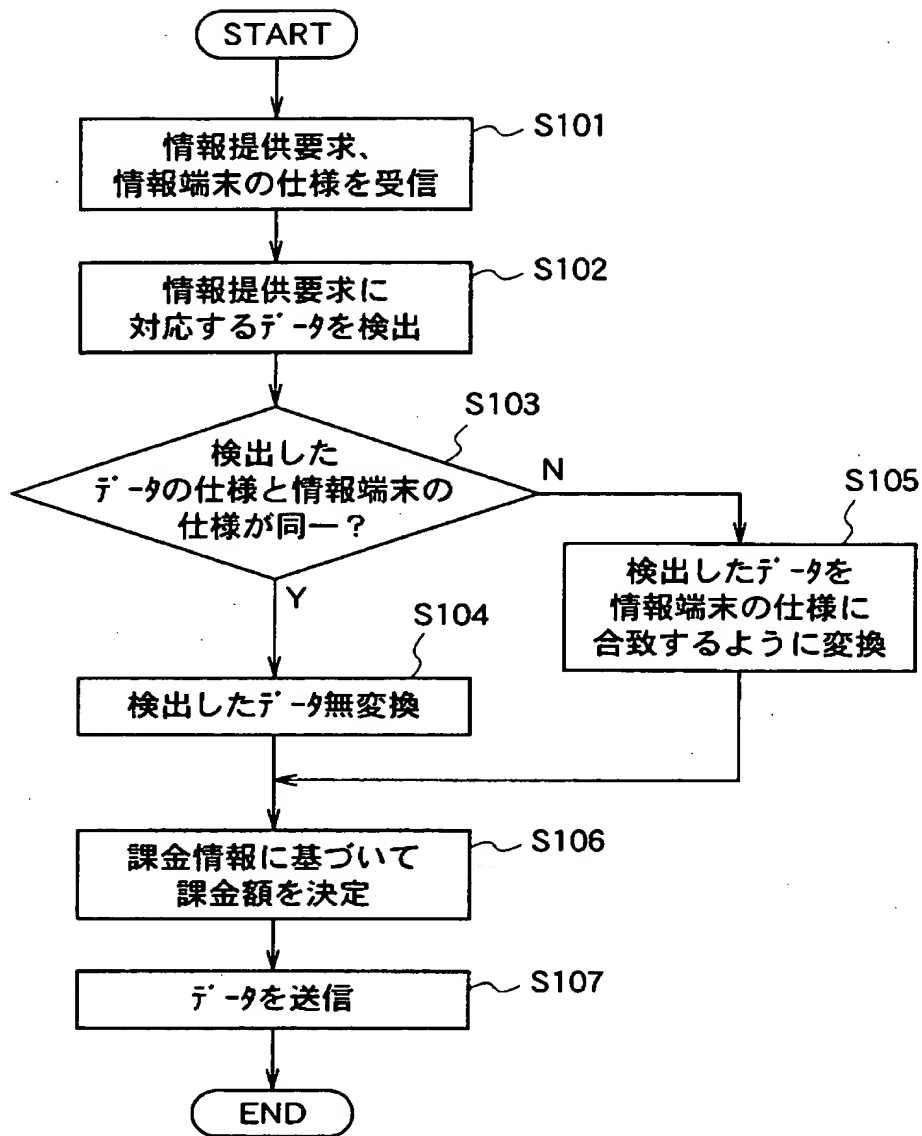 START
S101
情報提供要求、
情報端末の仕様を受信
S102
情報提供要求に
対応するﾃﾞｰﾀを検出
S103
検出した
ﾃﾞｰﾀの仕様と情報端末の
仕様が同一？
N
Y
S105
検出したﾃﾞｰﾀを
情報端末の仕様に
合致するように変換
S104
検出したﾃﾞｰﾀ無変換
S106
課金情報に基づいて
課金額を決定
S107
ﾃﾞｰﾀを送信
END